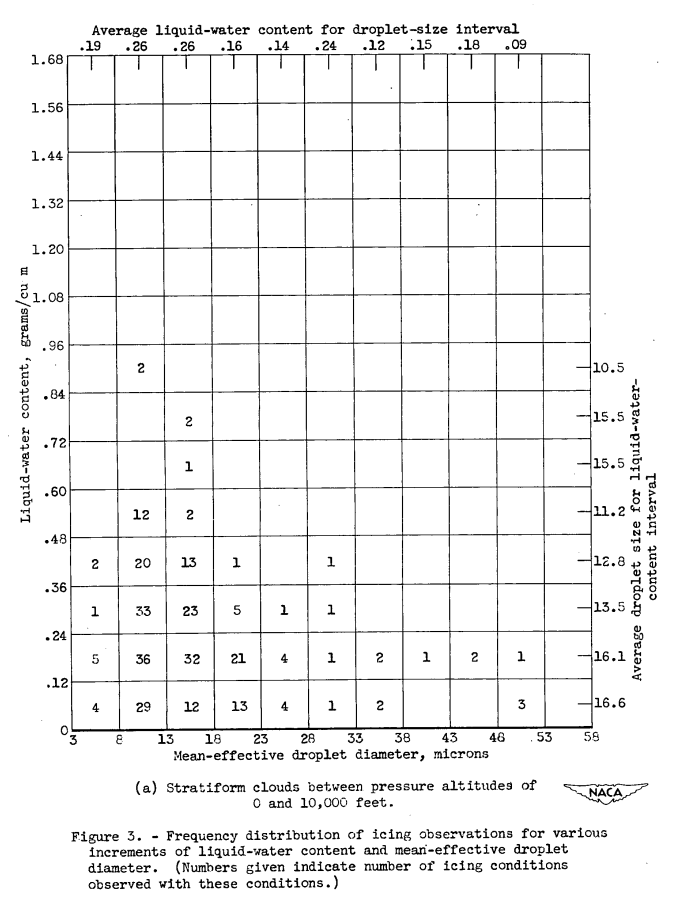 Average liquid-water content for droplet-size interval
.19 .26 .26 .16 .14 .24 .12 .15 .18 .09
1.68
1.56
1.44
1.32
1.20
1.08
.96
2 10.5
.84
2 15.5
.72
1 15.5
.60
12 2 11.2
.48
2 20 13 1 1 12.8
.36
1 33 23 5 1 1 13.5
.24
5 36 32 21 4 1 2 1 2 1 16.1
.12
4 29 12 13 4 1 2 3 16.6
0
3 8 13 18 23 28 33 38 43 48 53 58
Liquid-water content, grams/cu m
Average droplet size for liquid-water-
content interval
Mean-effective droplet diameter, microns
(a) Stratiform clouds between pressure altitudes of
0 and 10,000 feet.
NACA
Figure 3. - Frequency distribution of icing observations for various
increments of liquid-water content and mean-effective droplet
diameter. (Numbers given indicate number of icing conditions
observed with these conditions.)